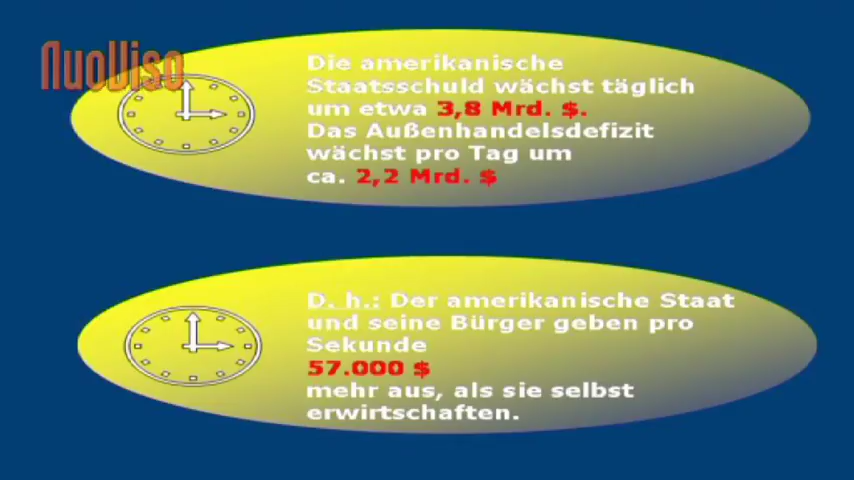 NuoViso
Die amerikanische
Staatsschuld wächst täglich
um etwa 3,8 Mrd. $.
Das Außenhandelsdefizit
wächst pro Tag um
ca. 2,2 Mrd. $
D. h.: Der amerikanische Staat
und seine Bürger geben pro
Sekunde
57.000 $
mehr aus, als sie selbst
erwirtschaften.